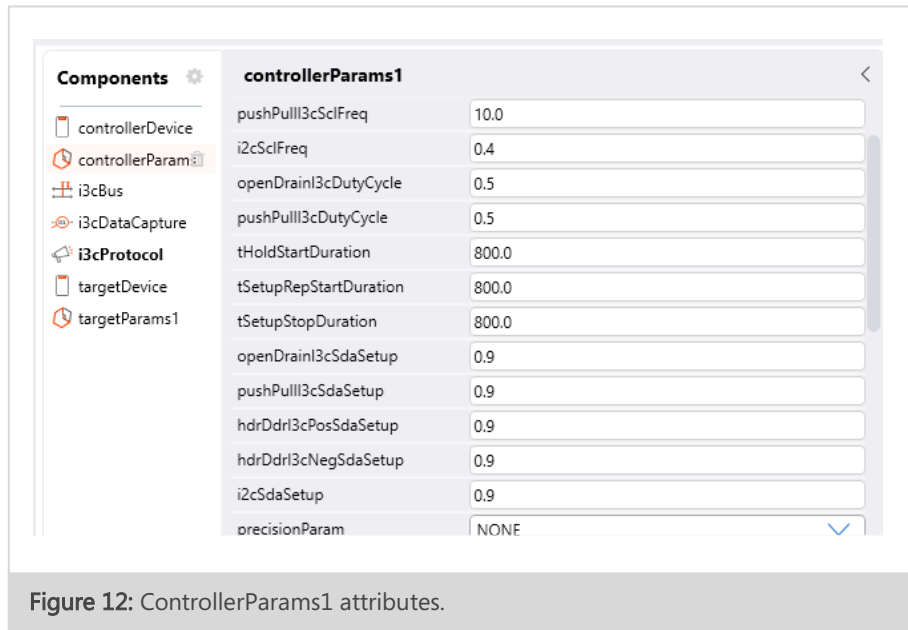 Components
controllerDevice
controllerParam
i3cBus
i3cDataCapture
i3cProtocol
targetDevice
targetParams1
controllerParams1
pushPullI3cSclFreq 10.0
i2cSclFreq 0.4
openDrainI3cDutyCycle 0.5
pushPullI3cDutyCycle 0.5
tHoldStartDuration 800.0
tSetupRepStartDuration 800.0
tSetupStopDuration 800.0
openDrainI3cSdaSetup 0.9
pushPullI3cSdaSetup 0.9
hdrDdrI3cPosSdaSetup 0.9
hdrDdrI3cNegSdaSetup 0.9
i2cSdaSetup 0.9
precisionParam NONE
Figure 12: ControllerParams1 attributes.